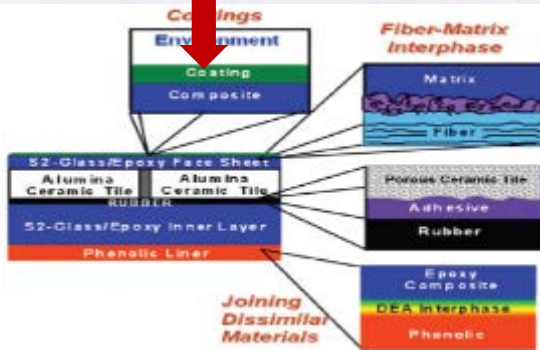 Coatings
Environment
Coating
Composite
Fiber-Matrix
Interphase
Matrix
Fiber
S2-Glass/Epoxy Face Sheet
Alumina
Ceramic Tile
Alumina
Ceramic Tile
RUBBER
S2-Glass/Epoxy Inner Layer
Phenolic Liner
Porous Ceramic Tile
Adhesive
Rubber
Joining
Dissimilar
Materials
Epoxy
Composite
DEA Interphase
Phenolic